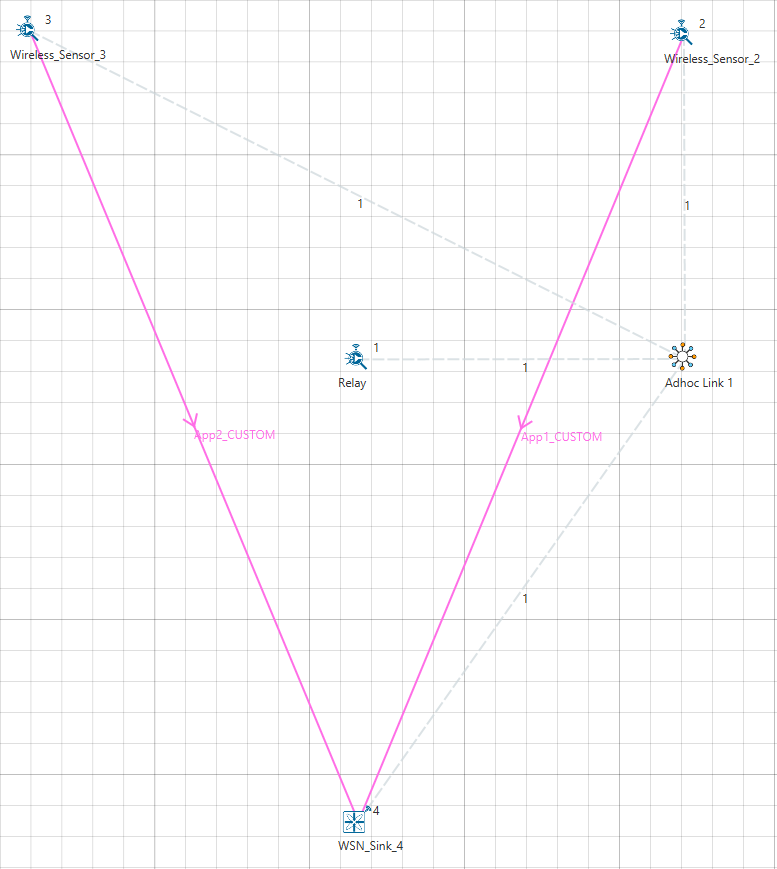 3
2
Wireless_Sensor_3
Wireless_Sensor_2
1
1
1
1
Relay
Adhoc Link 1
App2_CUSTOM
App1_CUSTOM
1
4
WSN_Sink_4